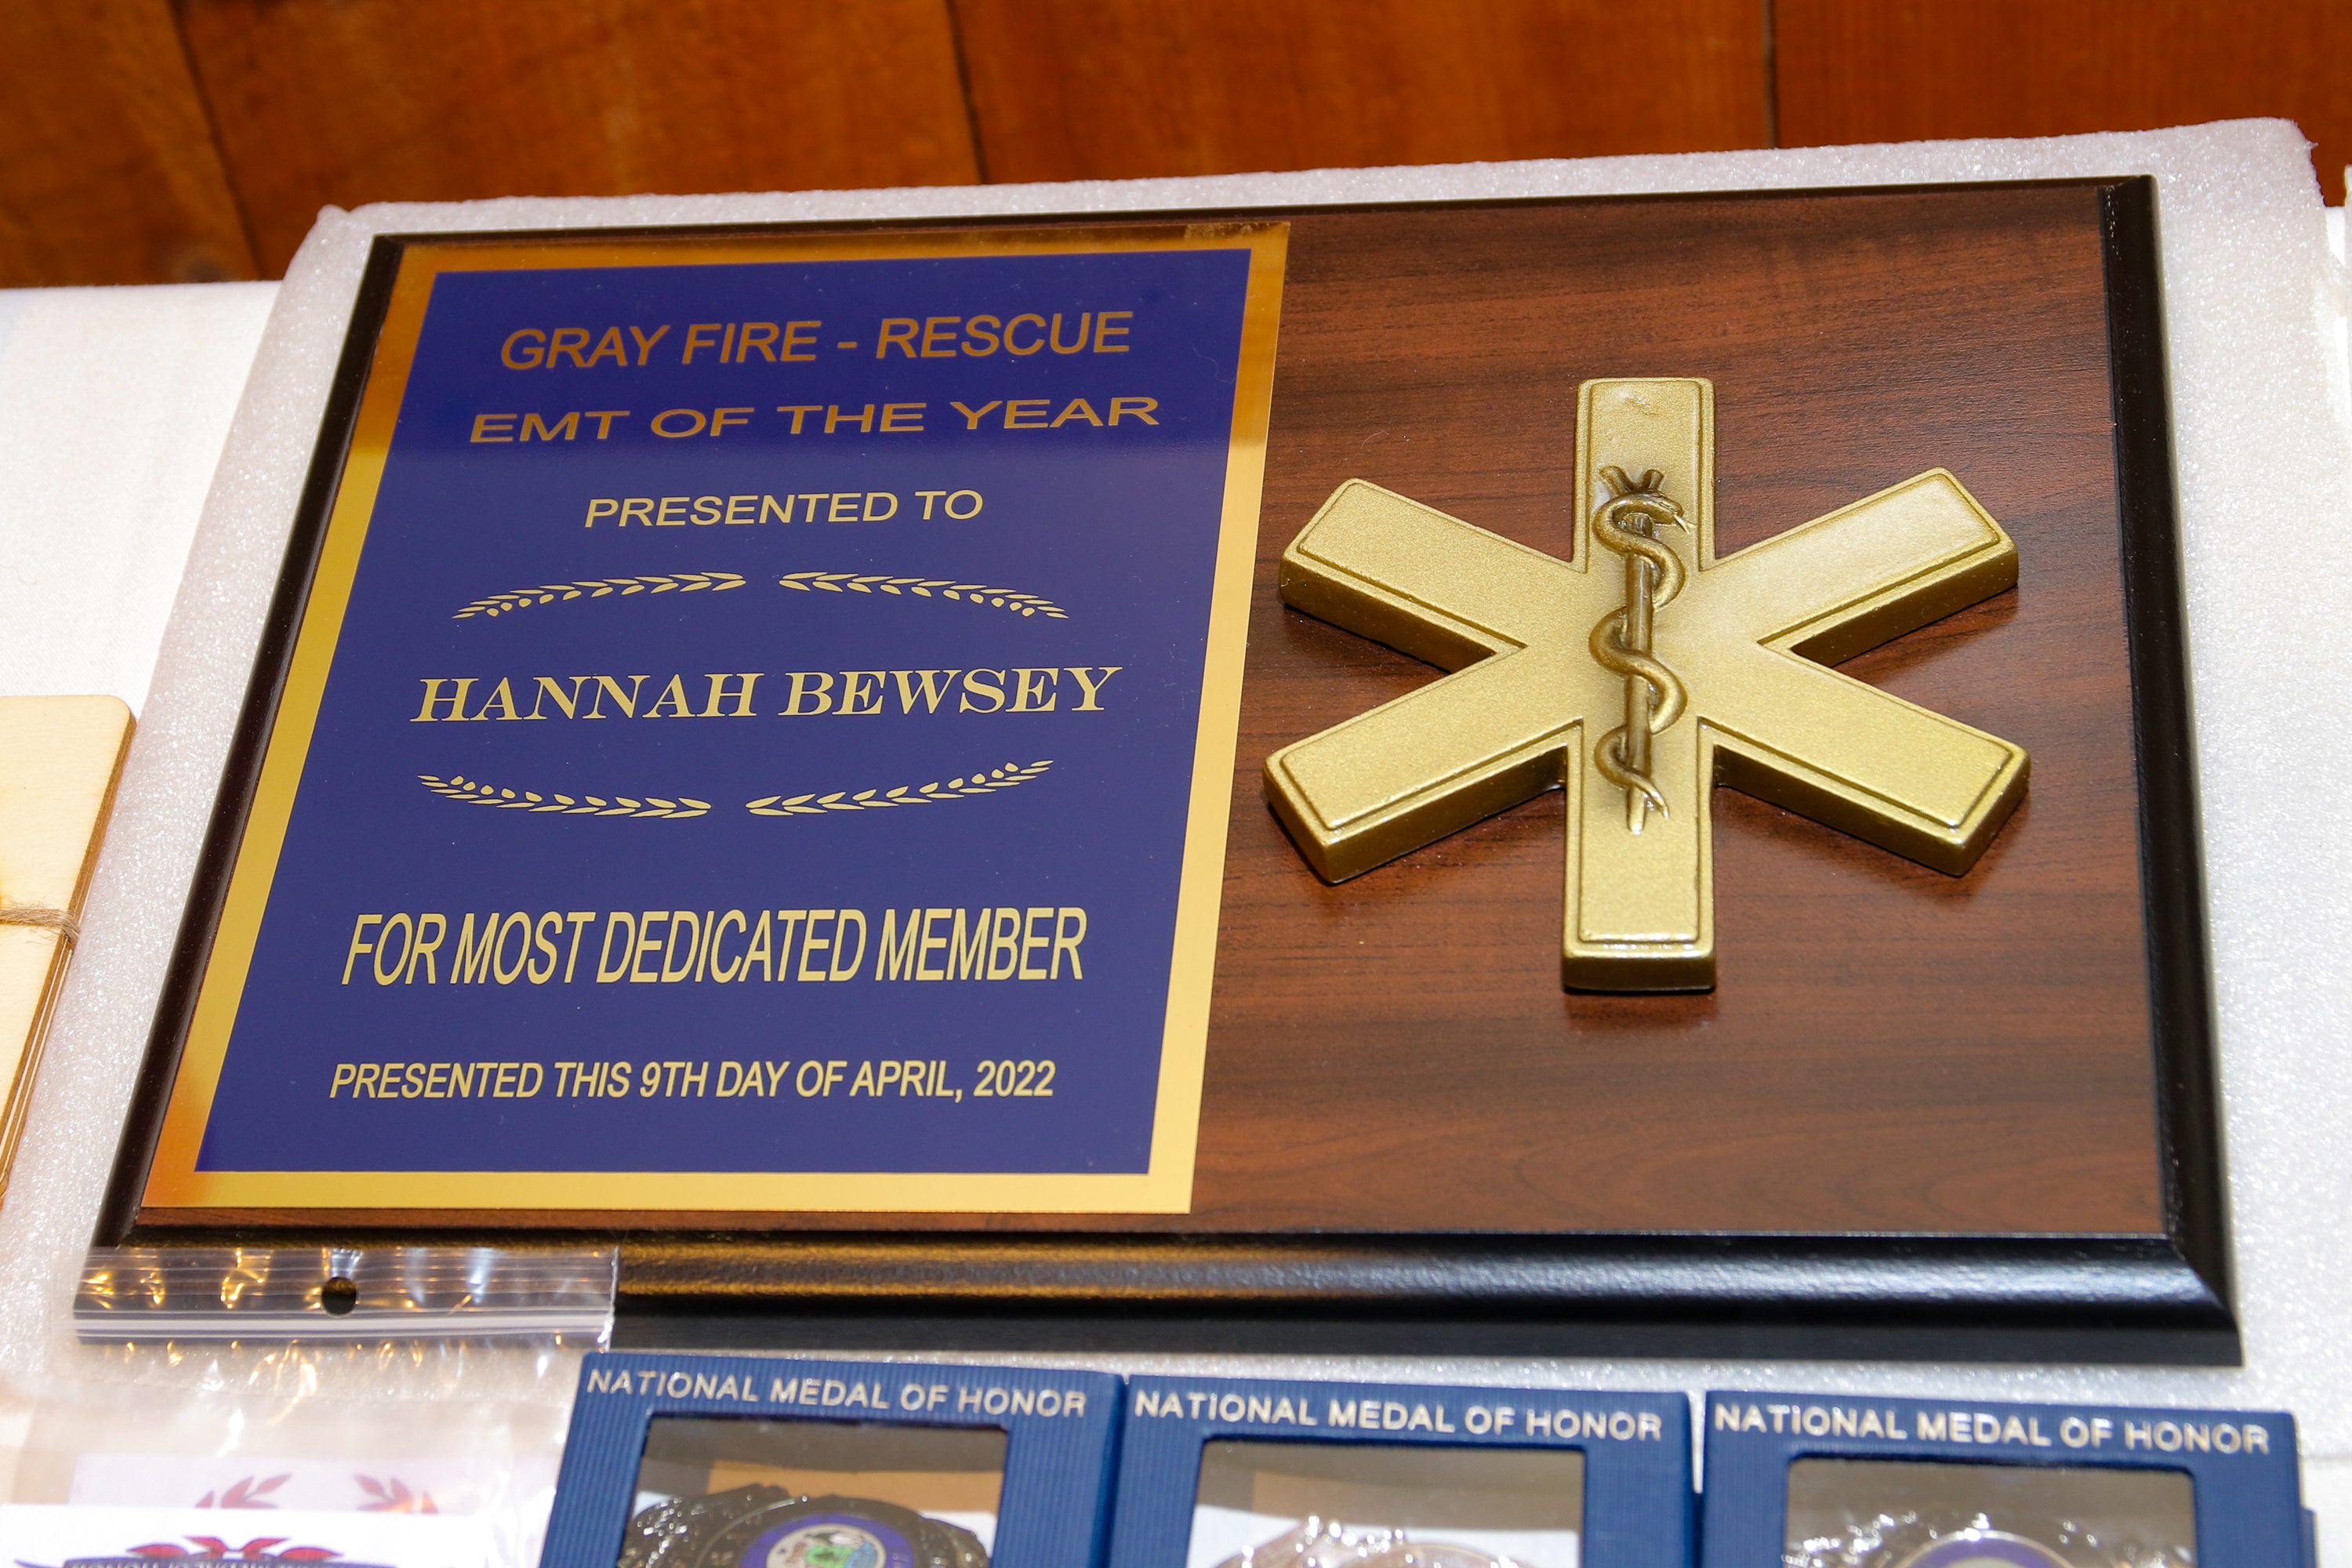 GRAY FIRE - RESCUE
EMT OF THE YEAR
PRESENTED TO
HANNAH BEWSEY
FOR MOST DEDICATED MEMBER
PRESENTED THIS 9TH DAY OF APRIL, 2022
NATIONAL MEDAL OF HONOR
NATIONAL MEDAL OF HONOR
NATIONAL MEDAL OF HONOR